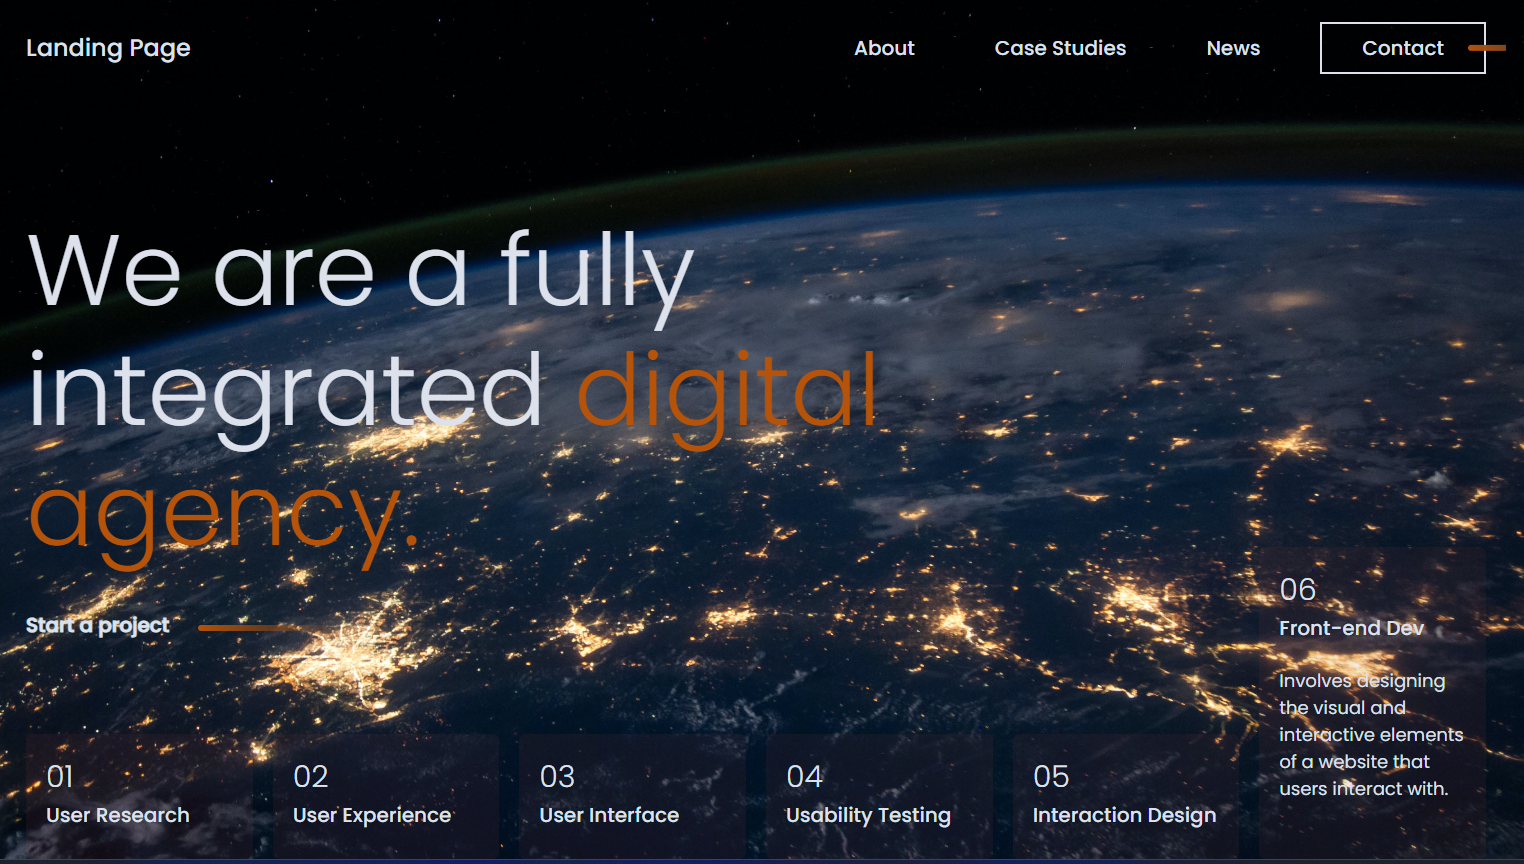 Landing Page
About
Case Studies
News
Contact
We are a fully
integrated digital
agency.
Start a project
01
User Research
02
User Experience
03
User Interface
04
Usability Testing
05
Interaction Design
06
Front-end Dev
Involves designing
the visual and
interactive elements
of a website that
users interact with.